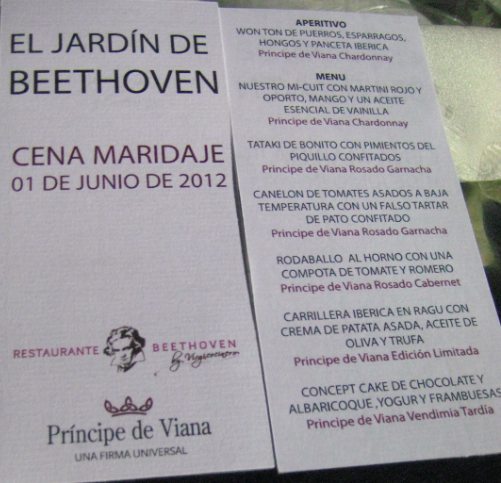 EL JARDÍN DE
BEETHOVEN
CENA MARIDAJE
01 DE JUNIO DE 2012
RESTAURANTE BEETHOVEN
Príncipe de Viana
UNA FIRMA UNIVERSAL
APERITIVO
WON TON DE PUERROS, ESPARRAGOS,
HONGOS Y PANCETA IBERICA
Principe de Viana Chardonnay
MENU
NUESTRO MI-CUIT CON MARTINI ROJO Y
OPORTO, MANGO Y UN ACEITE
ESENCIAL DE VAINILLA
Principe de Viana Chardonnay
TATAKI DE BONITO CON PIMIENTOS DEL
PIQUILLO CONFITADOS
Principe de Viana Rosado Garnacha
CANELON DE TOMATES ASADOS A BAJA
TEMPERATURA CON UN FALSO TARTAR
DE PATO CONFITADO
Principe de Viana Rosado Garnacha
RODABALLO AL HORNO CON UNA
COMPOTA DE TOMATE Y ROMERO
Principe de Viana Rosado Cabernet
CARRILLERA IBERICA EN RAGU CON
CREMA DE PATATA ASADA, ACEITE DE
OLIVA Y TRUFA
Principe de Viana Edición Limitada
CONCEPT CAKE DE CHOCOLATE Y
ALBARICOQUE ,YOGUR Y FRAMBUESAS
Principe de Viana Vendimia Tardía